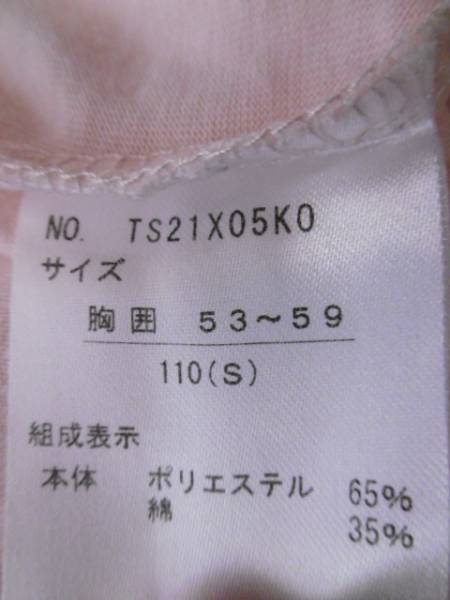 NO. TS21X05K0
サイズ
胸囲 53～59
110(S)
組成表示
本体 ポリエステル 65%
綿 35%